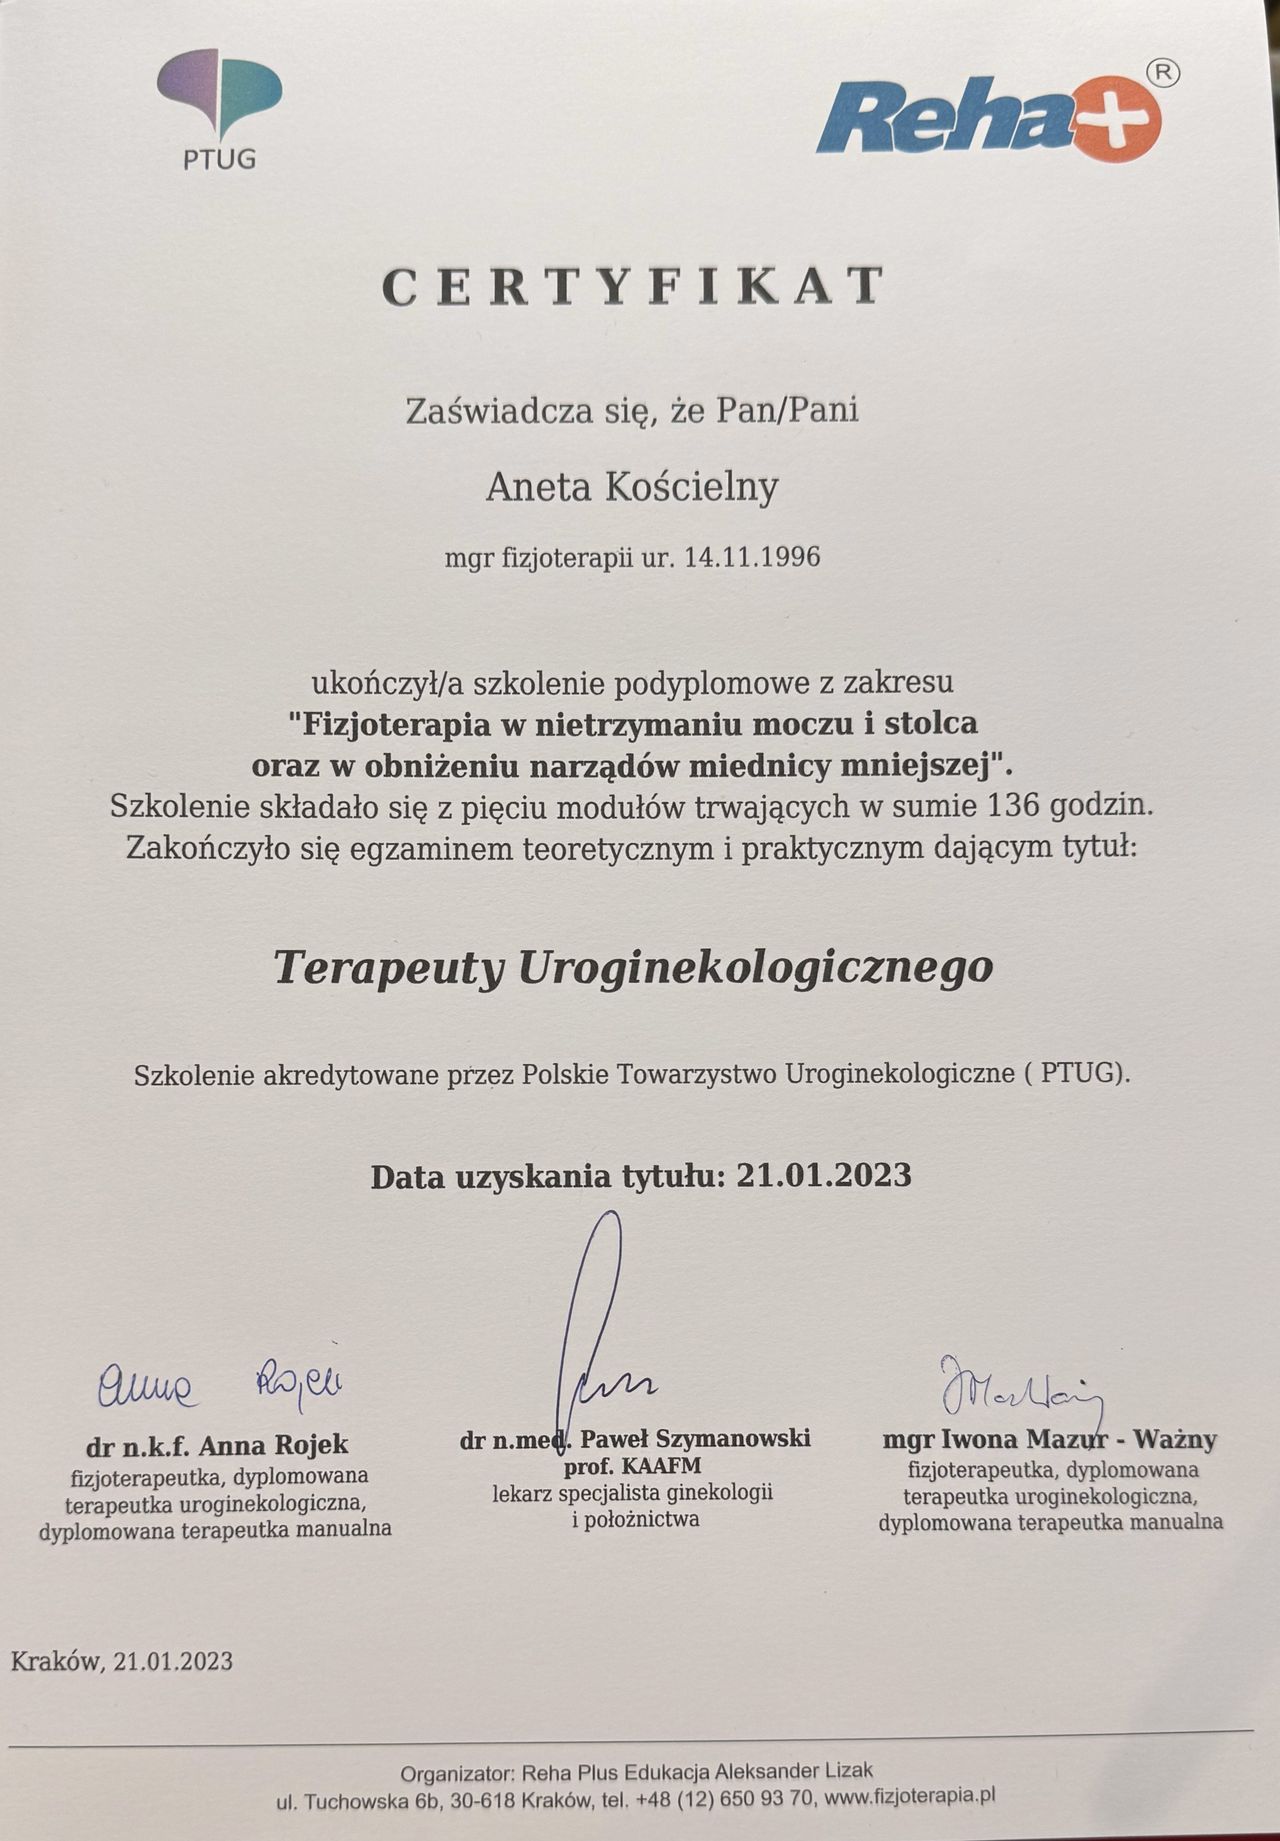 PTUG
Reha+®
CERTYFIKAT
Zaświadcza się, że Pan/Pani
Aneta Kościelny
mgr fizjoterapii ur. 14.11.1996
ukończył/a szkolenie podyplomowe z zakresu
"Fizjoterapia w nietrzymaniu moczu i stolca
oraz w obniżeniu narządów miednicy mniejszej".
Szkolenie składało się z pięciu modułów trwających w sumie 136 godzin.
Zakończyło się egzaminem teoretycznym i praktycznym dającym tytuł:
Terapeuty Uroginekologicznego
Szkolenie akredytowane przez Polskie Towarzystwo Uroginekologiczne ( PTUG).
Data uzyskania tytułu: 21.01.2023
Anna Rojek
dr n.k.f. Anna Rojek
fizjoterapeutka, dyplomowana
terapeutka uroginekologiczna,
dyplomowana terapeutka manualna
dr n.med. Paweł Szymanowski
prof. KAAFM
lekarz specjalista ginekologii
i położnictwa
mgr Iwona Mazur - Ważny
fizjoterapeutka, dyplomowana
terapeutka uroginekologiczna,
dyplomowana terapeutka manualna
Kraków, 21.01.2023
Organizator: Reha Plus Edukacja Aleksander Lizak
ul. Tuchowska 6b, 30-618 Kraków, tel. +48 (12) 650 93 70, www.fizjoterapia.pl